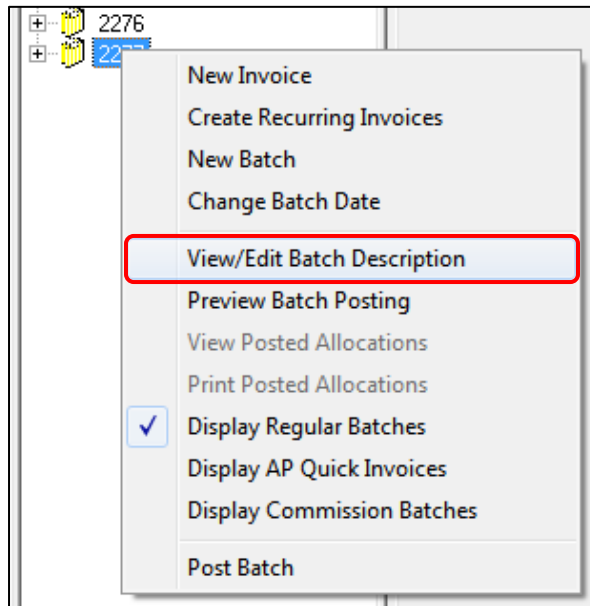 2276
New Invoice
Create Recurring Invoices
New Batch
Change Batch Date
View/Edit Batch Description
Preview Batch Posting
View Posted Allocations
Print Posted Allocations
Display Regular Batches
Display AP Quick Invoices
Display Commission Batches
Post Batch